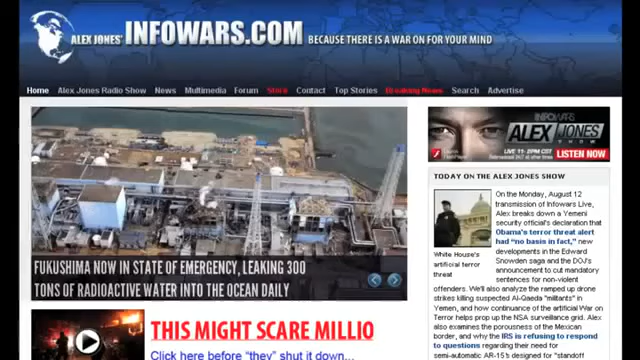 ALEX JONES' INFOWARS.COM BECAUSE THERE IS A WAR ON FOR YOUR MIND
Home Alex Jones Radio Show News Multimedia Forum Store Contact Top Stories Breaking News Search Advertise
FUKUSHIMA NOW IN STATE OF EMERGENCY, LEAKING 300
TONS OF RADIOACTIVE WATER INTO THE OCEAN DAILY
THIS MIGHT SCARE MILLIO
Click here before "they" shut it down...
INFOWARS
ALEX JONES
SHOW
LIVE 11-2PM CDT
LISTEN NOW
TODAY ON THE ALEX JONES SHOW
White House's
artificial terror
threat
On the Monday, August 12
transmission of Infowars Live,
Alex breaks down a Yemeni
security official's declaration that
Obama's terror threat alert
had "no basis in fact," new
developments in the Edward
Snowden saga and the DOJ's
announcement to cut mandatory
sentences for non-violent
offenders. We'll also analyze the ramped up drone
strikes killing suspected Al-Qaeda "militants" in
Yemen, and how continuance of the artificial War on
Terror helps prop up the NSA surveillance grid. Alex
also examines the porousness of the Mexican
border, and why the IRS is refusing to respond
to questions regarding their need for
semi-automatic AR-15's designed for "standoff